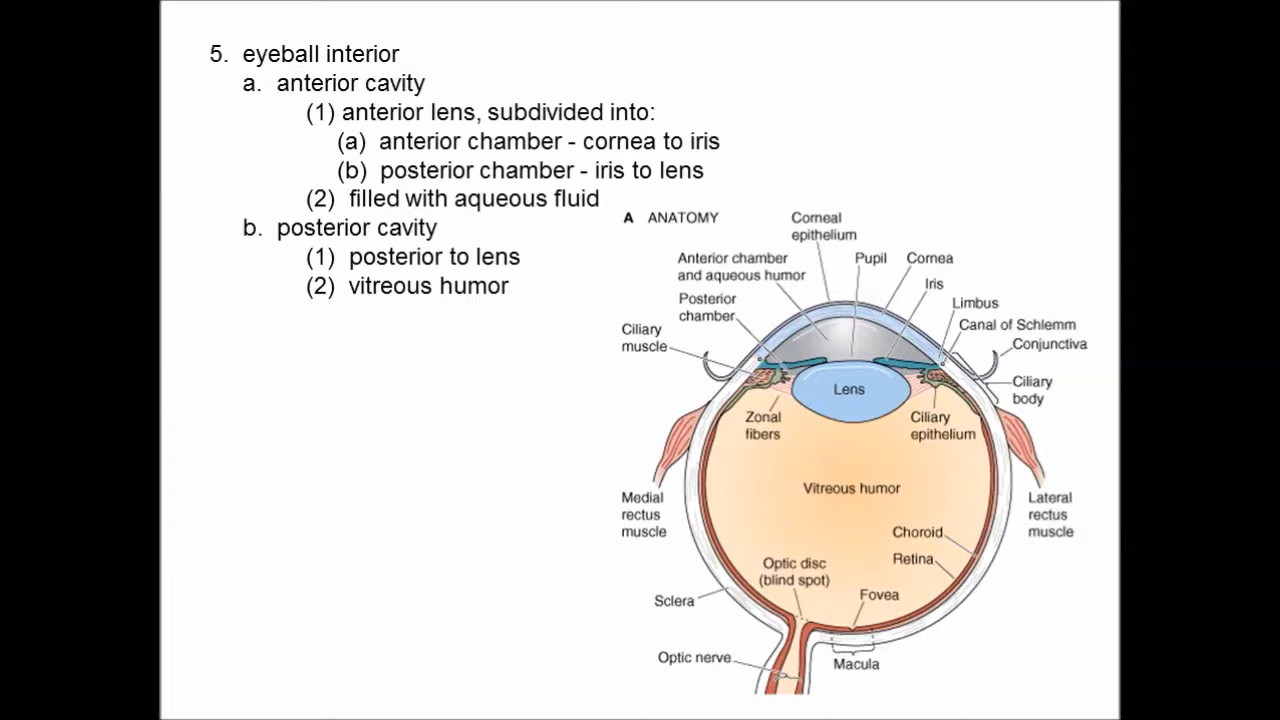 5. eyeball interior
a. anterior cavity
(1) anterior lens, subdivided into:
(a) anterior chamber - cornea to iris
(b) posterior chamber - iris to lens
(2) filled with aqueous fluid
b. posterior cavity
(1) posterior to lens
(2) vitreous humor
A ANATOMY
Corneal
epithelium
Anterior chamber
and aqueous humor
Pupil
Cornea
Iris
Posterior
chamber
Limbus
Canal of Schlemm
Ciliary
muscle
Conjunctiva
Lens
Ciliary
body
Zonal
fibers
Ciliary
epithelium
Vitreous humor
Medial
rectus
muscle
Lateral
rectus
muscle
Choroid
Retina
Optic disc
(blind spot)
Fovea
Sclera
Optic nerve
Macula